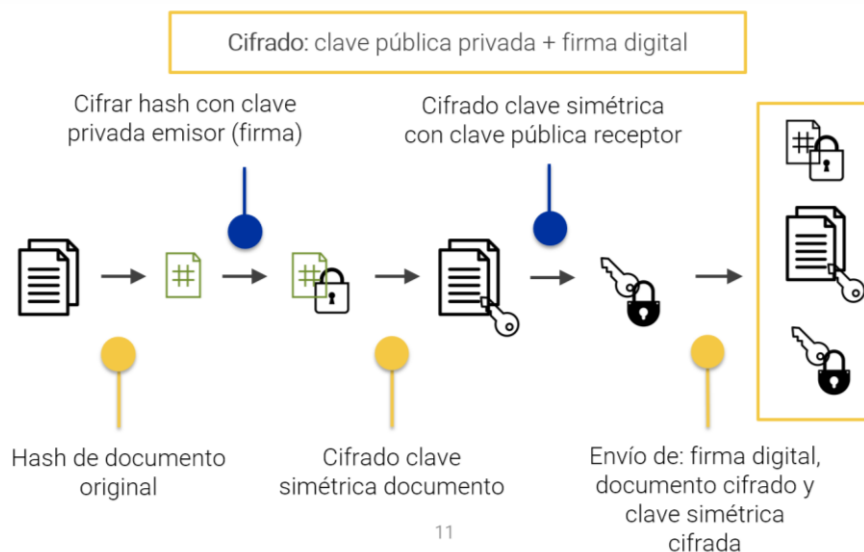 Cifrado: clave pública privada + firma digital
Cifrar hash con clave
privada emisor (firma)
Cifrado clave simétrica
con clave pública receptor
Hash de documento
original
Cifrado clave
simétrica documento
Envío de: firma digital,
documento cifrado y
clave simétrica
cifrada
11